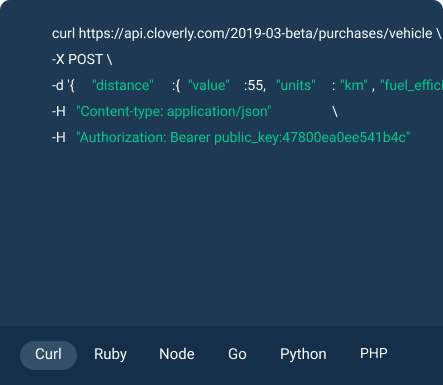 curl https://api.cloverly.com/2019-03-beta/purchases/vehicle \
-X POST \
-d '{ "distance" :{ "value" :55, "units" : "km" , "fuel_effici
-H "Content-type: application/json" \
-H "Authorization: Bearer public_key:47800ea0ee541b4c"
Curl Ruby Node Go Python PHP